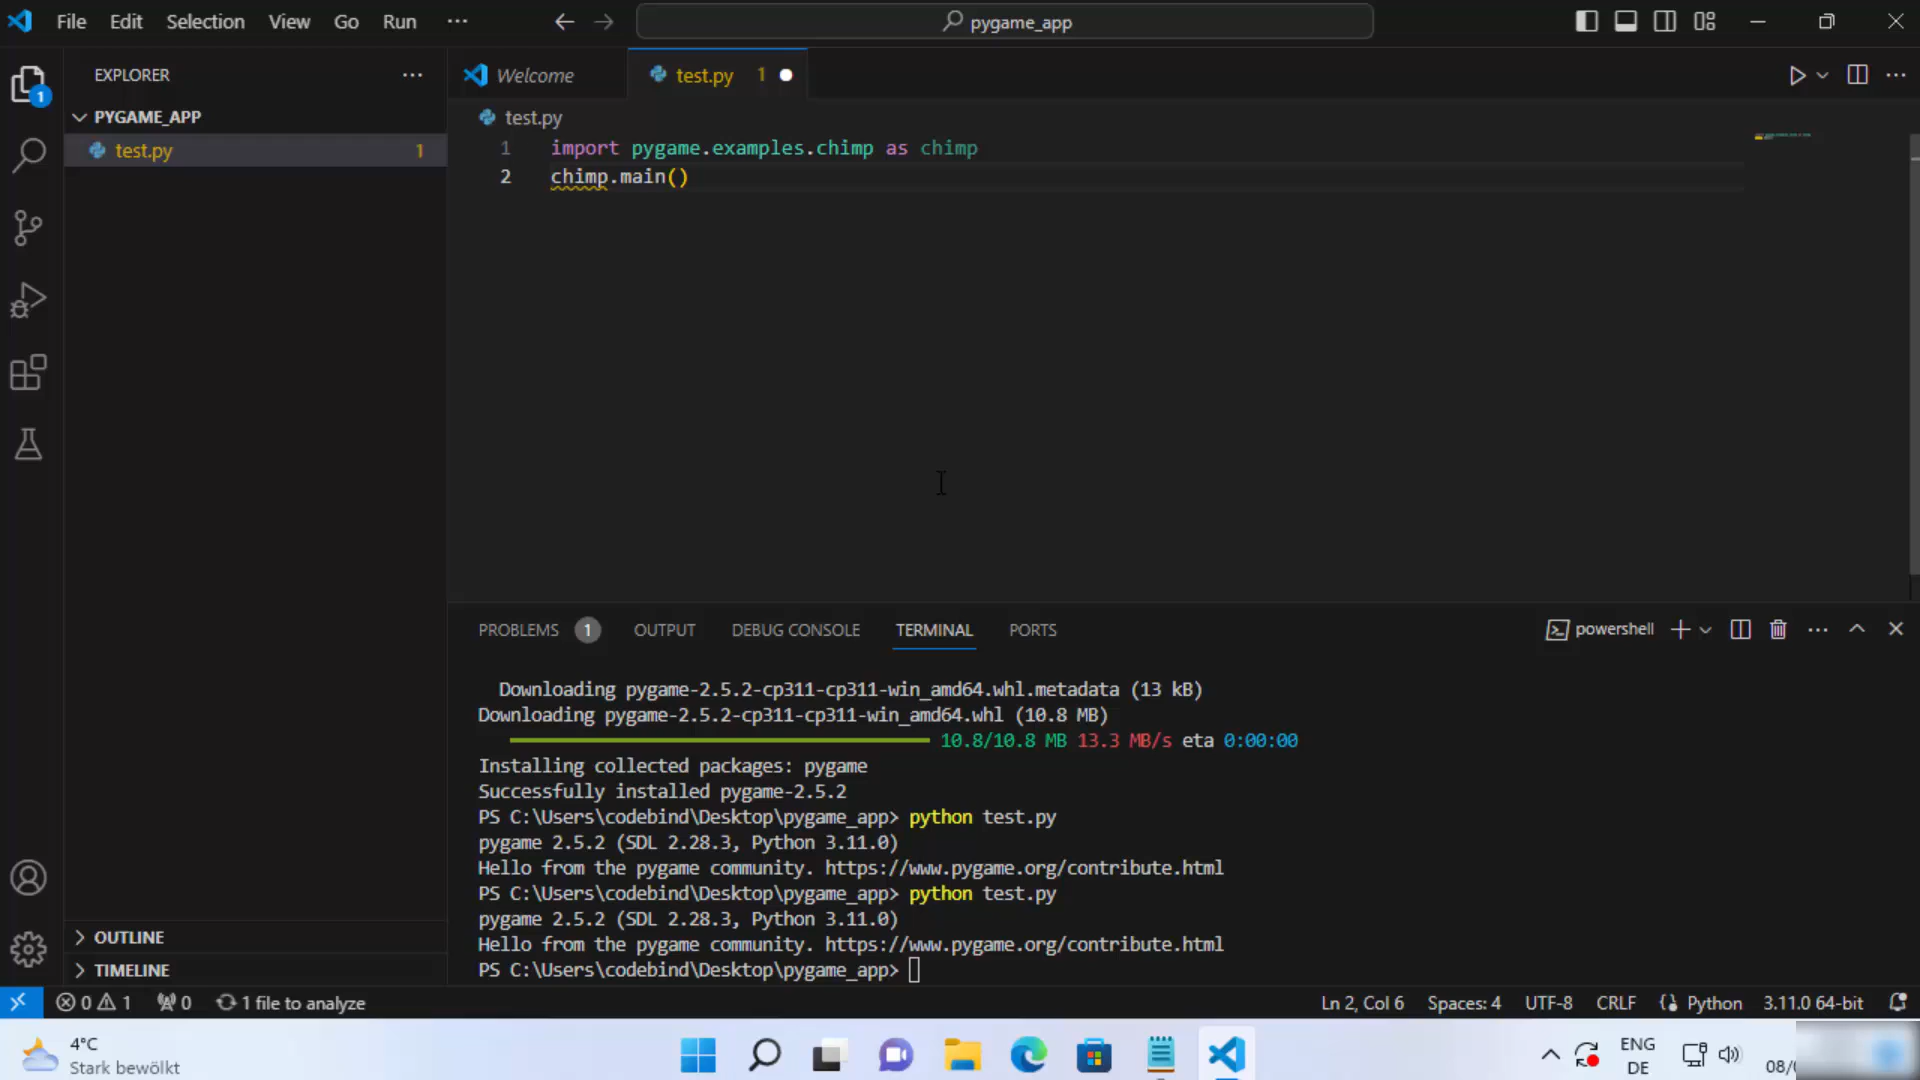 File Edit Selection View Go Run ··· pygame_app
EXPLORER ···
PYGAME_APP
test.py 1
1
Welcome test.py 1
test.py
1 import pygame.examples.chimp as chimp
2 chimp.main()
PROBLEMS 1 OUTPUT DEBUG CONSOLE TERMINAL PORTS powershell
Downloading pygame-2.5.2-cp311-cp311-win_amd64.whl.metadata (13 kB)
Downloading pygame-2.5.2-cp311-cp311-win_amd64.whl (10.8 MB)
10.8/10.8 MB 13.3 MB/s eta 0:00:00
Installing collected packages: pygame
Successfully installed pygame-2.5.2
PS C:\Users\codebind\Desktop\pygame_app> python test.py
pygame 2.5.2 (SDL 2.28.3, Python 3.11.0)
Hello from the pygame community. https://www.pygame.org/contribute.html
PS C:\Users\codebind\Desktop\pygame_app> python test.py
pygame 2.5.2 (SDL 2.28.3, Python 3.11.0)
Hello from the pygame community. https://www.pygame.org/contribute.html
PS C:\Users\codebind\Desktop\pygame_app>
OUTLINE
TIMELINE
0 1 0 1 file to analyze Ln 2, Col 6 Spaces: 4 UTF-8 CRLF Python 3.11.0 64-bit
4°C
Stark bewölkt
ENG
DE
08/